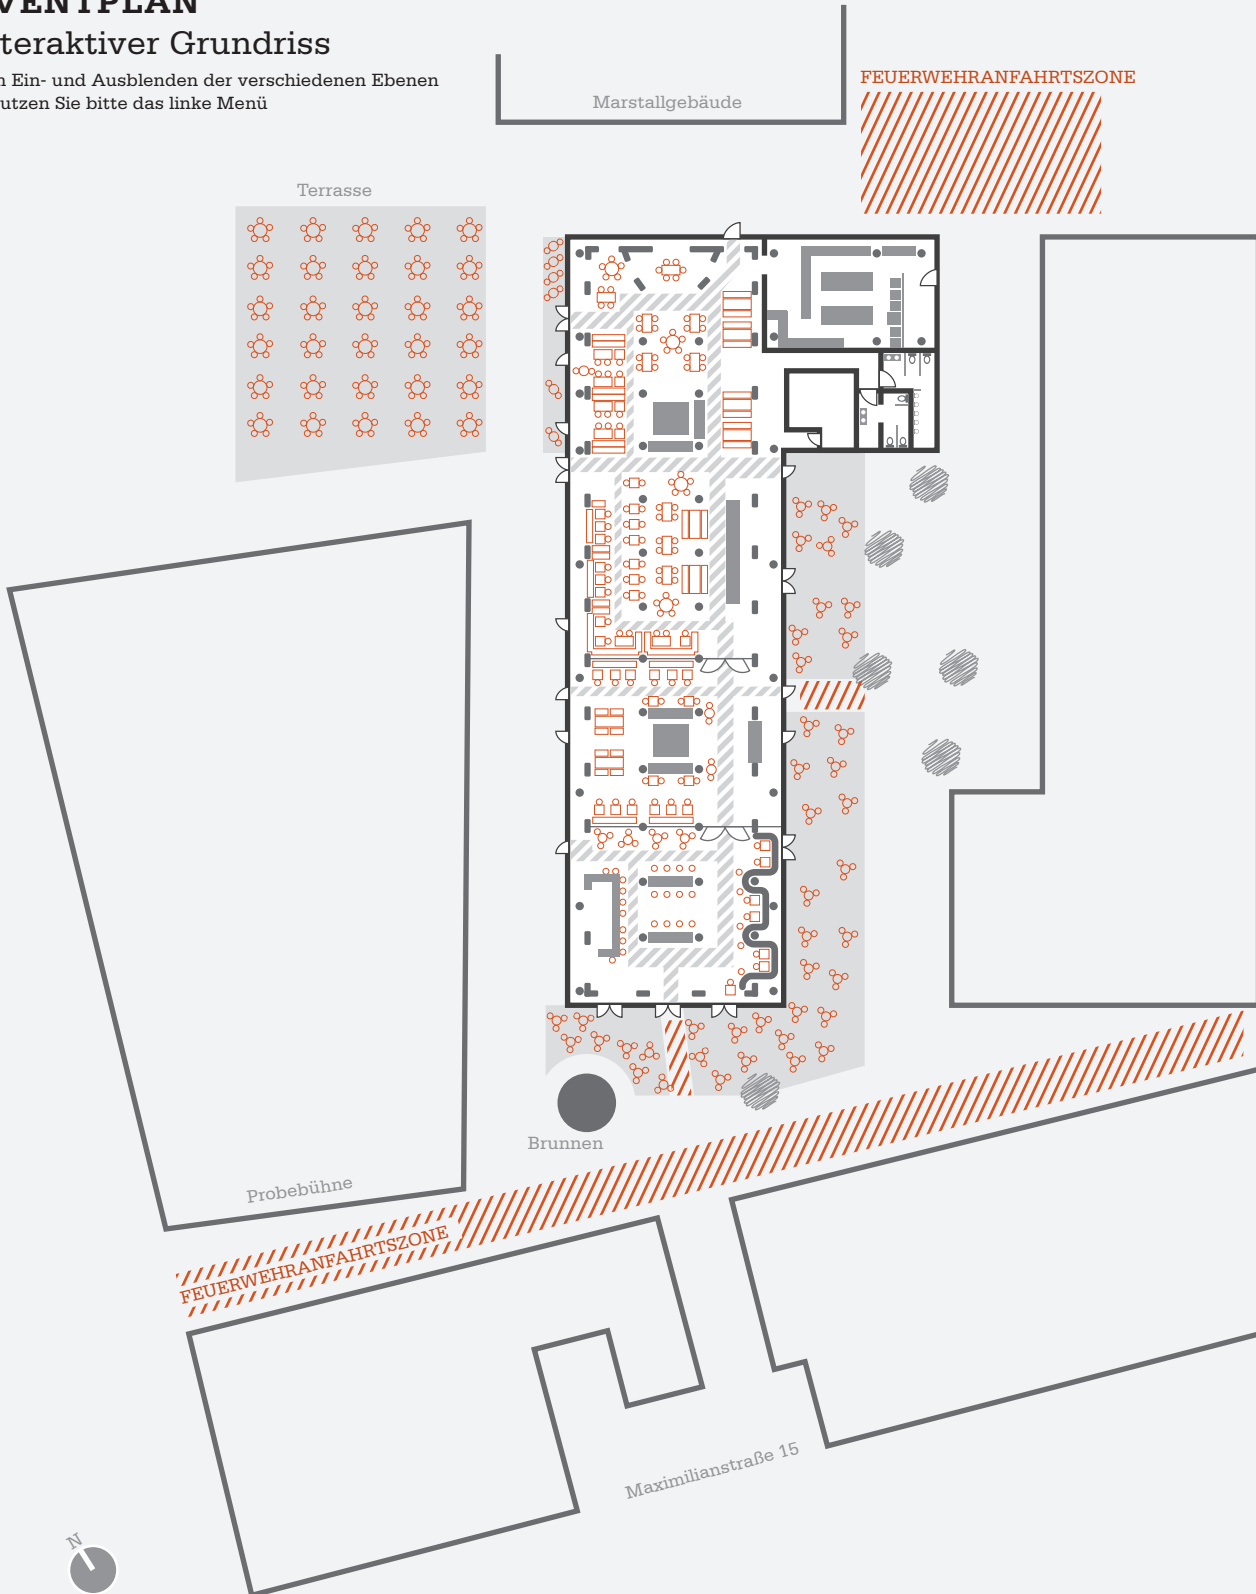 VENTPLAN
teraktiver Grundriss
n Ein- und Ausblenden der verschiedenen Ebenen
utzen Sie bitte das linke Menü
FEUERWEHRANFAHRTSZONE
Marstallgebäude
Terrasse
Brunnen
Probebühne
FEUERWEHRANFAHRTSZONE
Maximilianstraße 15
N